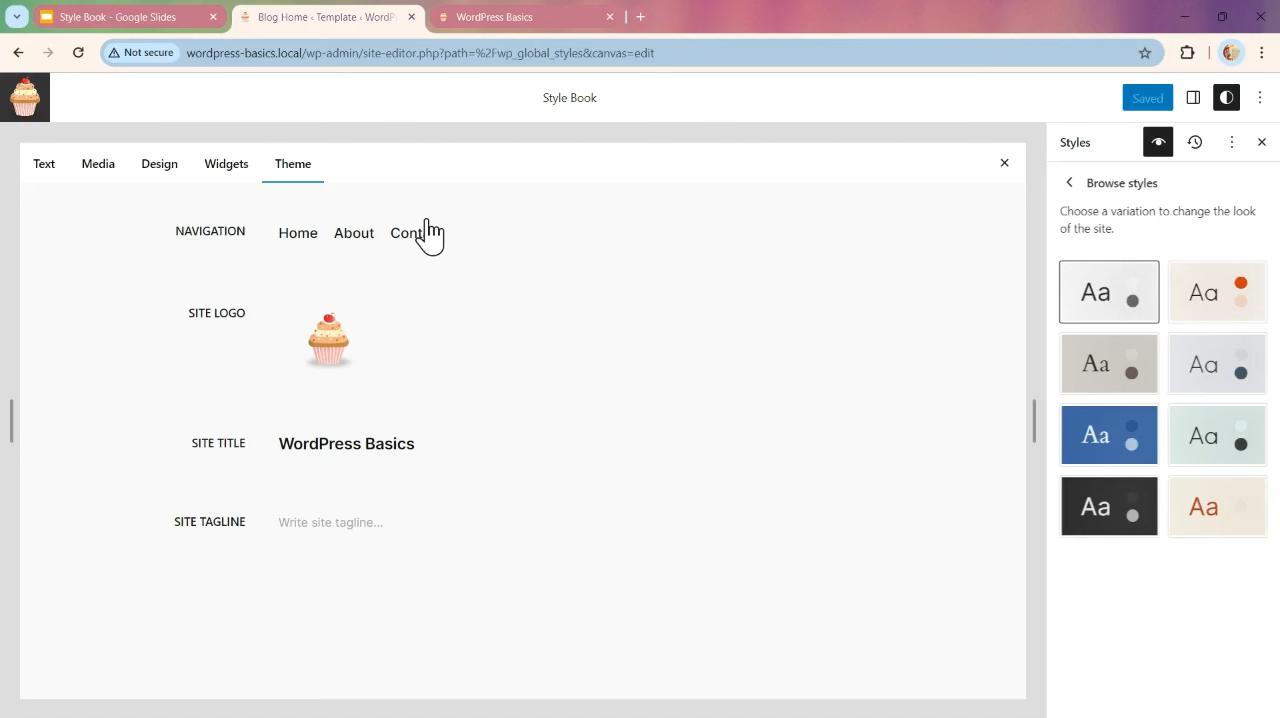 Style Book - Google Slides
Blog Home ‹ Template ‹ WordPr
WordPress Basics
Not secure
wordpress-basics.local/wp-admin/site-editor.php?path=%2Fwp_global_styles&canvas=edit
Style Book
Saved
Text
Media
Design
Widgets
Theme
NAVIGATION
Home
About
Cont
SITE LOGO
SITE TITLE
WordPress Basics
SITE TAGLINE
Write site tagline...
Styles
Browse styles
Choose a variation to change the look
of the site.
Aa
Aa
Aa
Aa
Aa
Aa
Aa
Aa